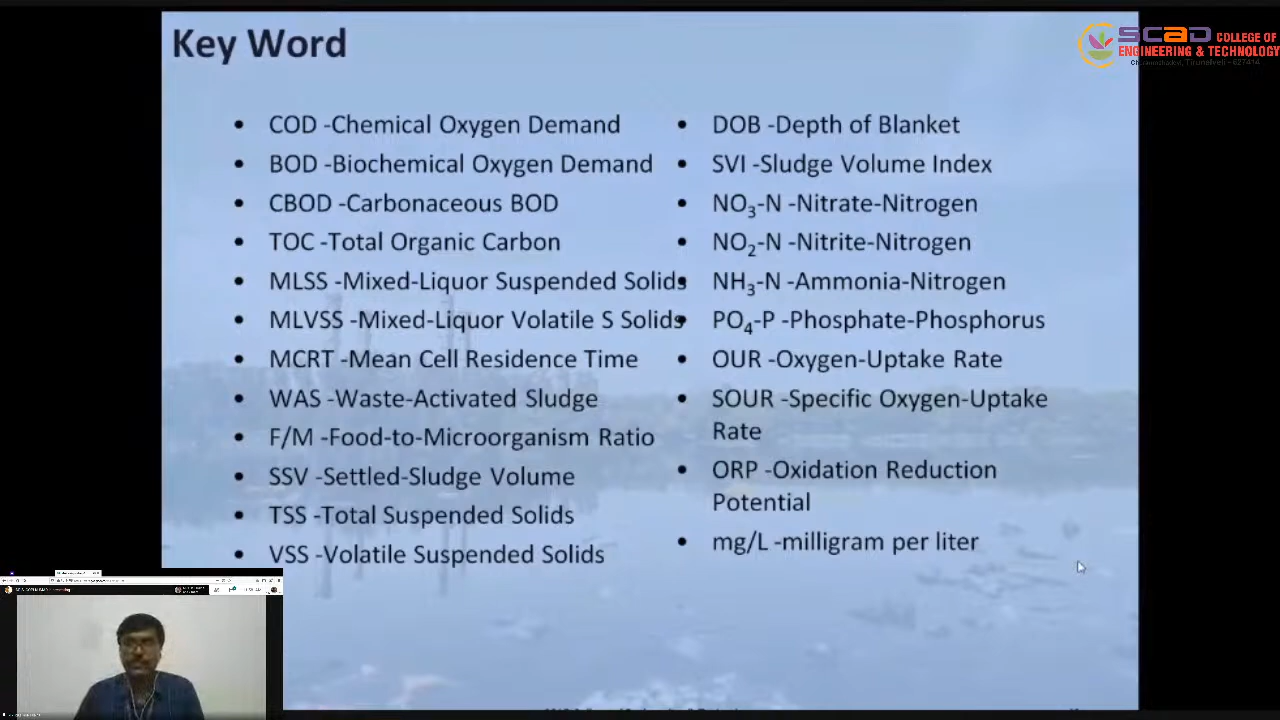 Key Word
SCAD COLLEGE OF
ENGINEERING & TECHNOLOGY
Tirunelveli - 627414
• COD -Chemical Oxygen Demand
• BOD -Biochemical Oxygen Demand
• CBOD -Carbonaceous BOD
• TOC -Total Organic Carbon
• MLSS -Mixed-Liquor Suspended Solids
• MLVSS -Mixed-Liquor Volatile S Solids
• MCRT -Mean Cell Residence Time
• WAS -Waste-Activated Sludge
• F/M -Food-to-Microorganism Ratio
• SSV -Settled-Sludge Volume
• TSS -Total Suspended Solids
• VSS -Volatile Suspended Solids
• DOB -Depth of Blanket
• SVI -Sludge Volume Index
• NO3-N -Nitrate-Nitrogen
• NO2-N -Nitrite-Nitrogen
• NH3-N -Ammonia-Nitrogen
• PO4-P -Phosphate-Phosphorus
• OUR -Oxygen-Uptake Rate
• SOUR -Specific Oxygen-Uptake
Rate
• ORP -Oxidation Reduction
Potential
• mg/L -milligram per liter